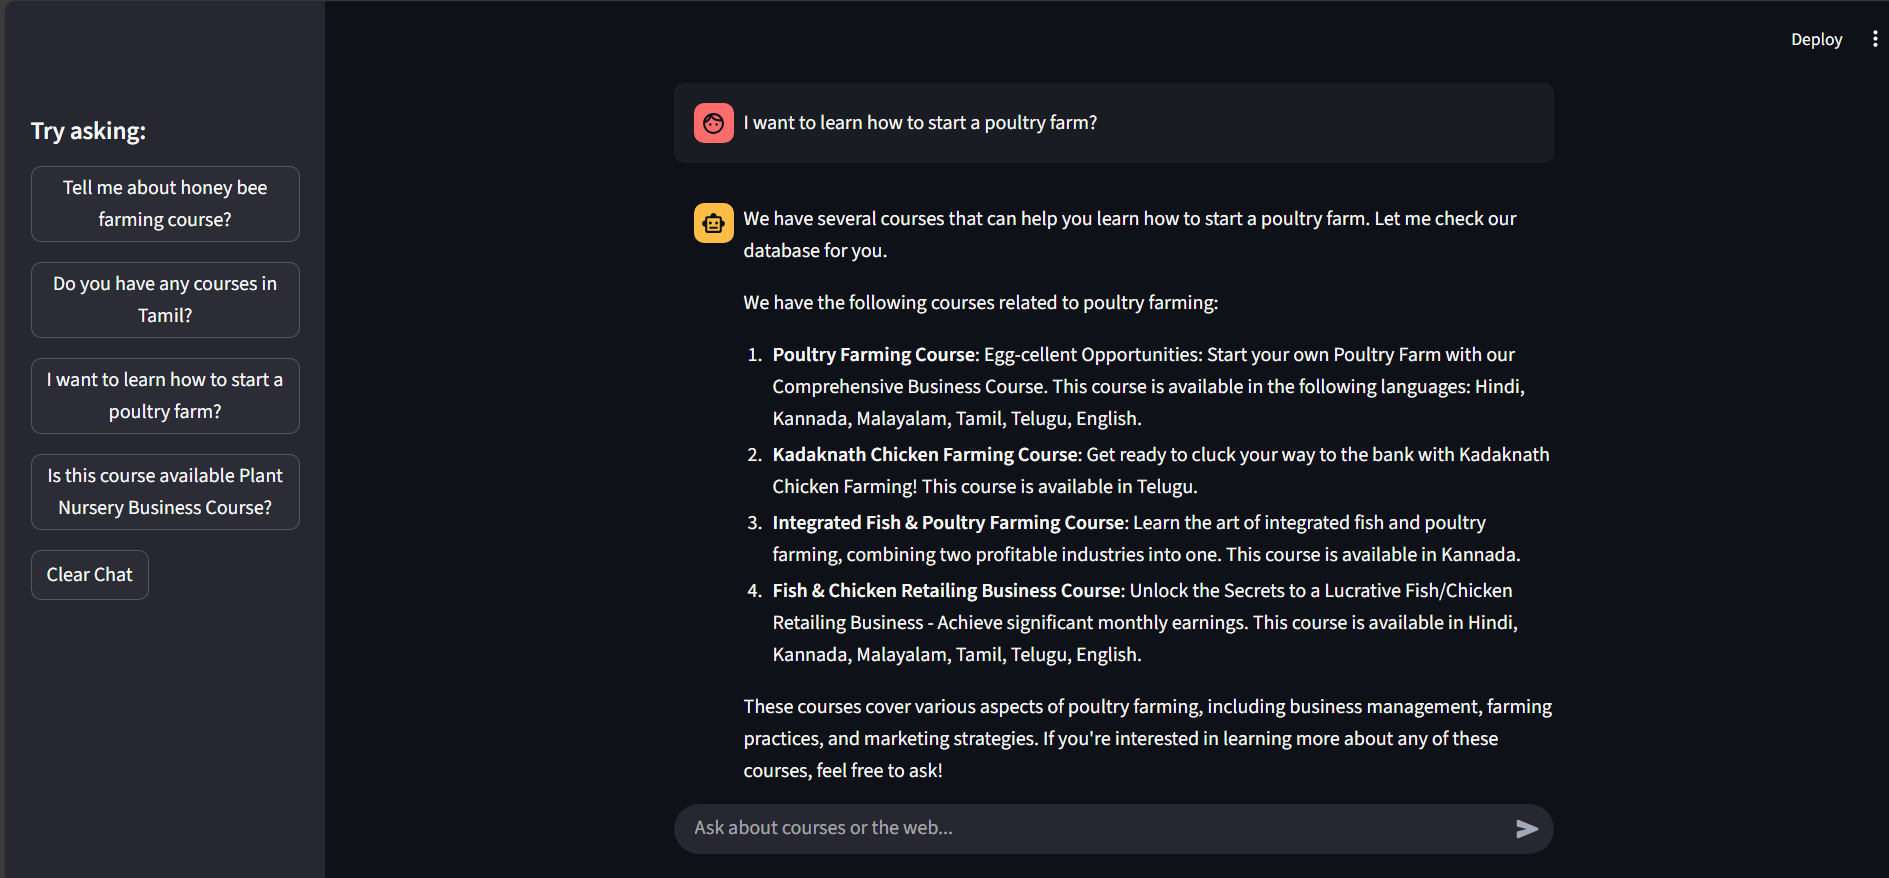 Deploy
Try asking:
Tell me about honey bee
farming course?
Do you have any courses in
Tamil?
I want to learn how to start a
poultry farm?
Is this course available Plant
Nursery Business Course?
Clear Chat
I want to learn how to start a poultry farm?
We have several courses that can help you learn how to start a poultry farm. Let me check our
database for you.
We have the following courses related to poultry farming:
1. Poultry Farming Course: Egg-cellent Opportunities: Start your own Poultry Farm with our
Comprehensive Business Course. This course is available in the following languages: Hindi,
Kannada, Malayalam, Tamil, Telugu, English.
2. Kadaknath Chicken Farming Course: Get ready to cluck your way to the bank with Kadaknath
Chicken Farming! This course is available in Telugu.
3. Integrated Fish & Poultry Farming Course: Learn the art of integrated fish and poultry
farming, combining two profitable industries into one. This course is available in Kannada.
4. Fish & Chicken Retailing Business Course: Unlock the Secrets to a Lucrative Fish/Chicken
Retailing Business - Achieve significant monthly earnings. This course is available in Hindi,
Kannada, Malayalam, Tamil, Telugu, English.
These courses cover various aspects of poultry farming, including business management, farming
practices, and marketing strategies. If you're interested in learning more about any of these
courses, feel free to ask!
Ask about courses or the web...